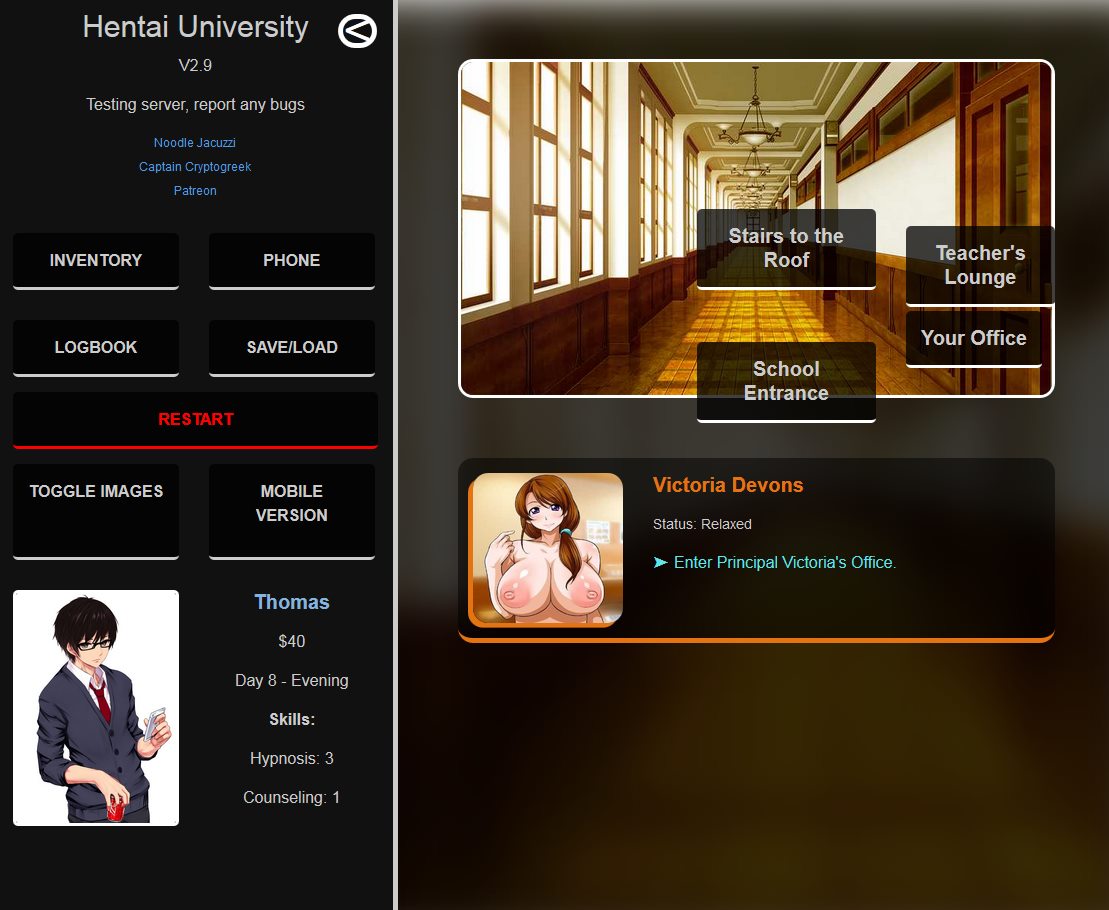 Hentai University
V2.9
Testing server, report any bugs
Noodle Jacuzzi
Captain Cryptogreek
Patreon
INVENTORY
PHONE
LOGBOOK
SAVE/LOAD
RESTART
TOGGLE IMAGES
MOBILE
VERSION
Thomas
$40
Day 8 - Evening
Skills:
Hypnosis: 3
Counseling: 1
Stairs to the
Roof
Teacher's
Lounge
Your Office
School
Entrance
Victoria Devons
Status: Relaxed
➤ Enter Principal Victoria's Office.